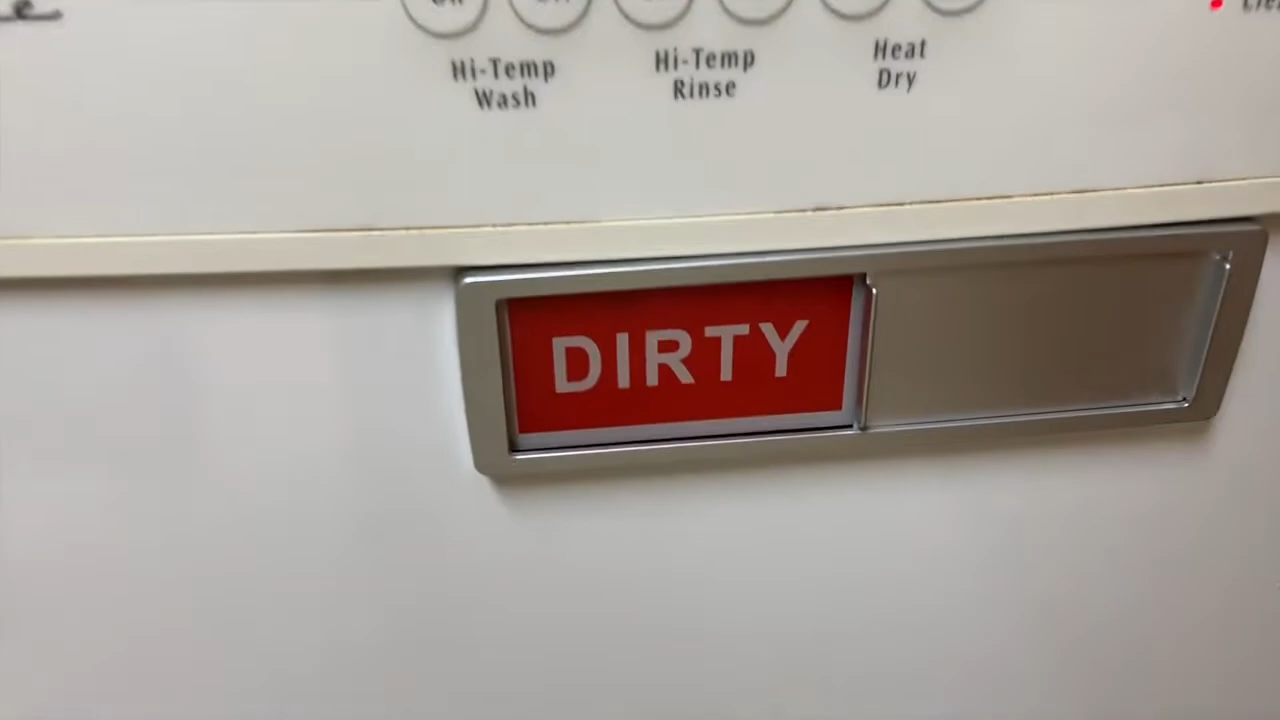 Hi-Temp
Wash
Hi-Temp
Rinse
Heat
Dry
DIRTY